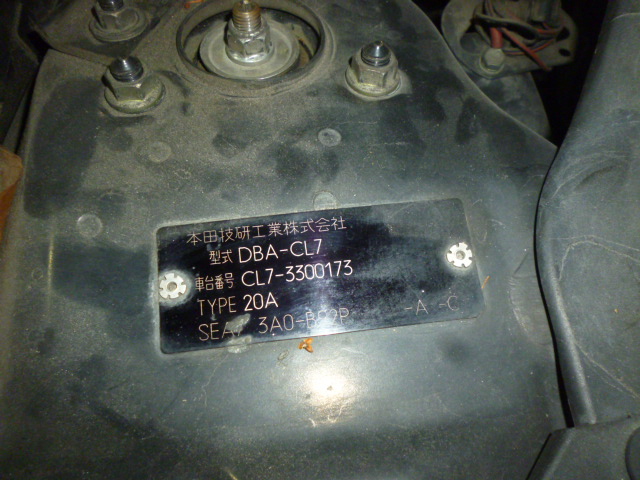 本田技研工業株式会社
型式 DBA-CL7
車台番号 CL7-3300173
TYPE 20A
3A0- -A -C